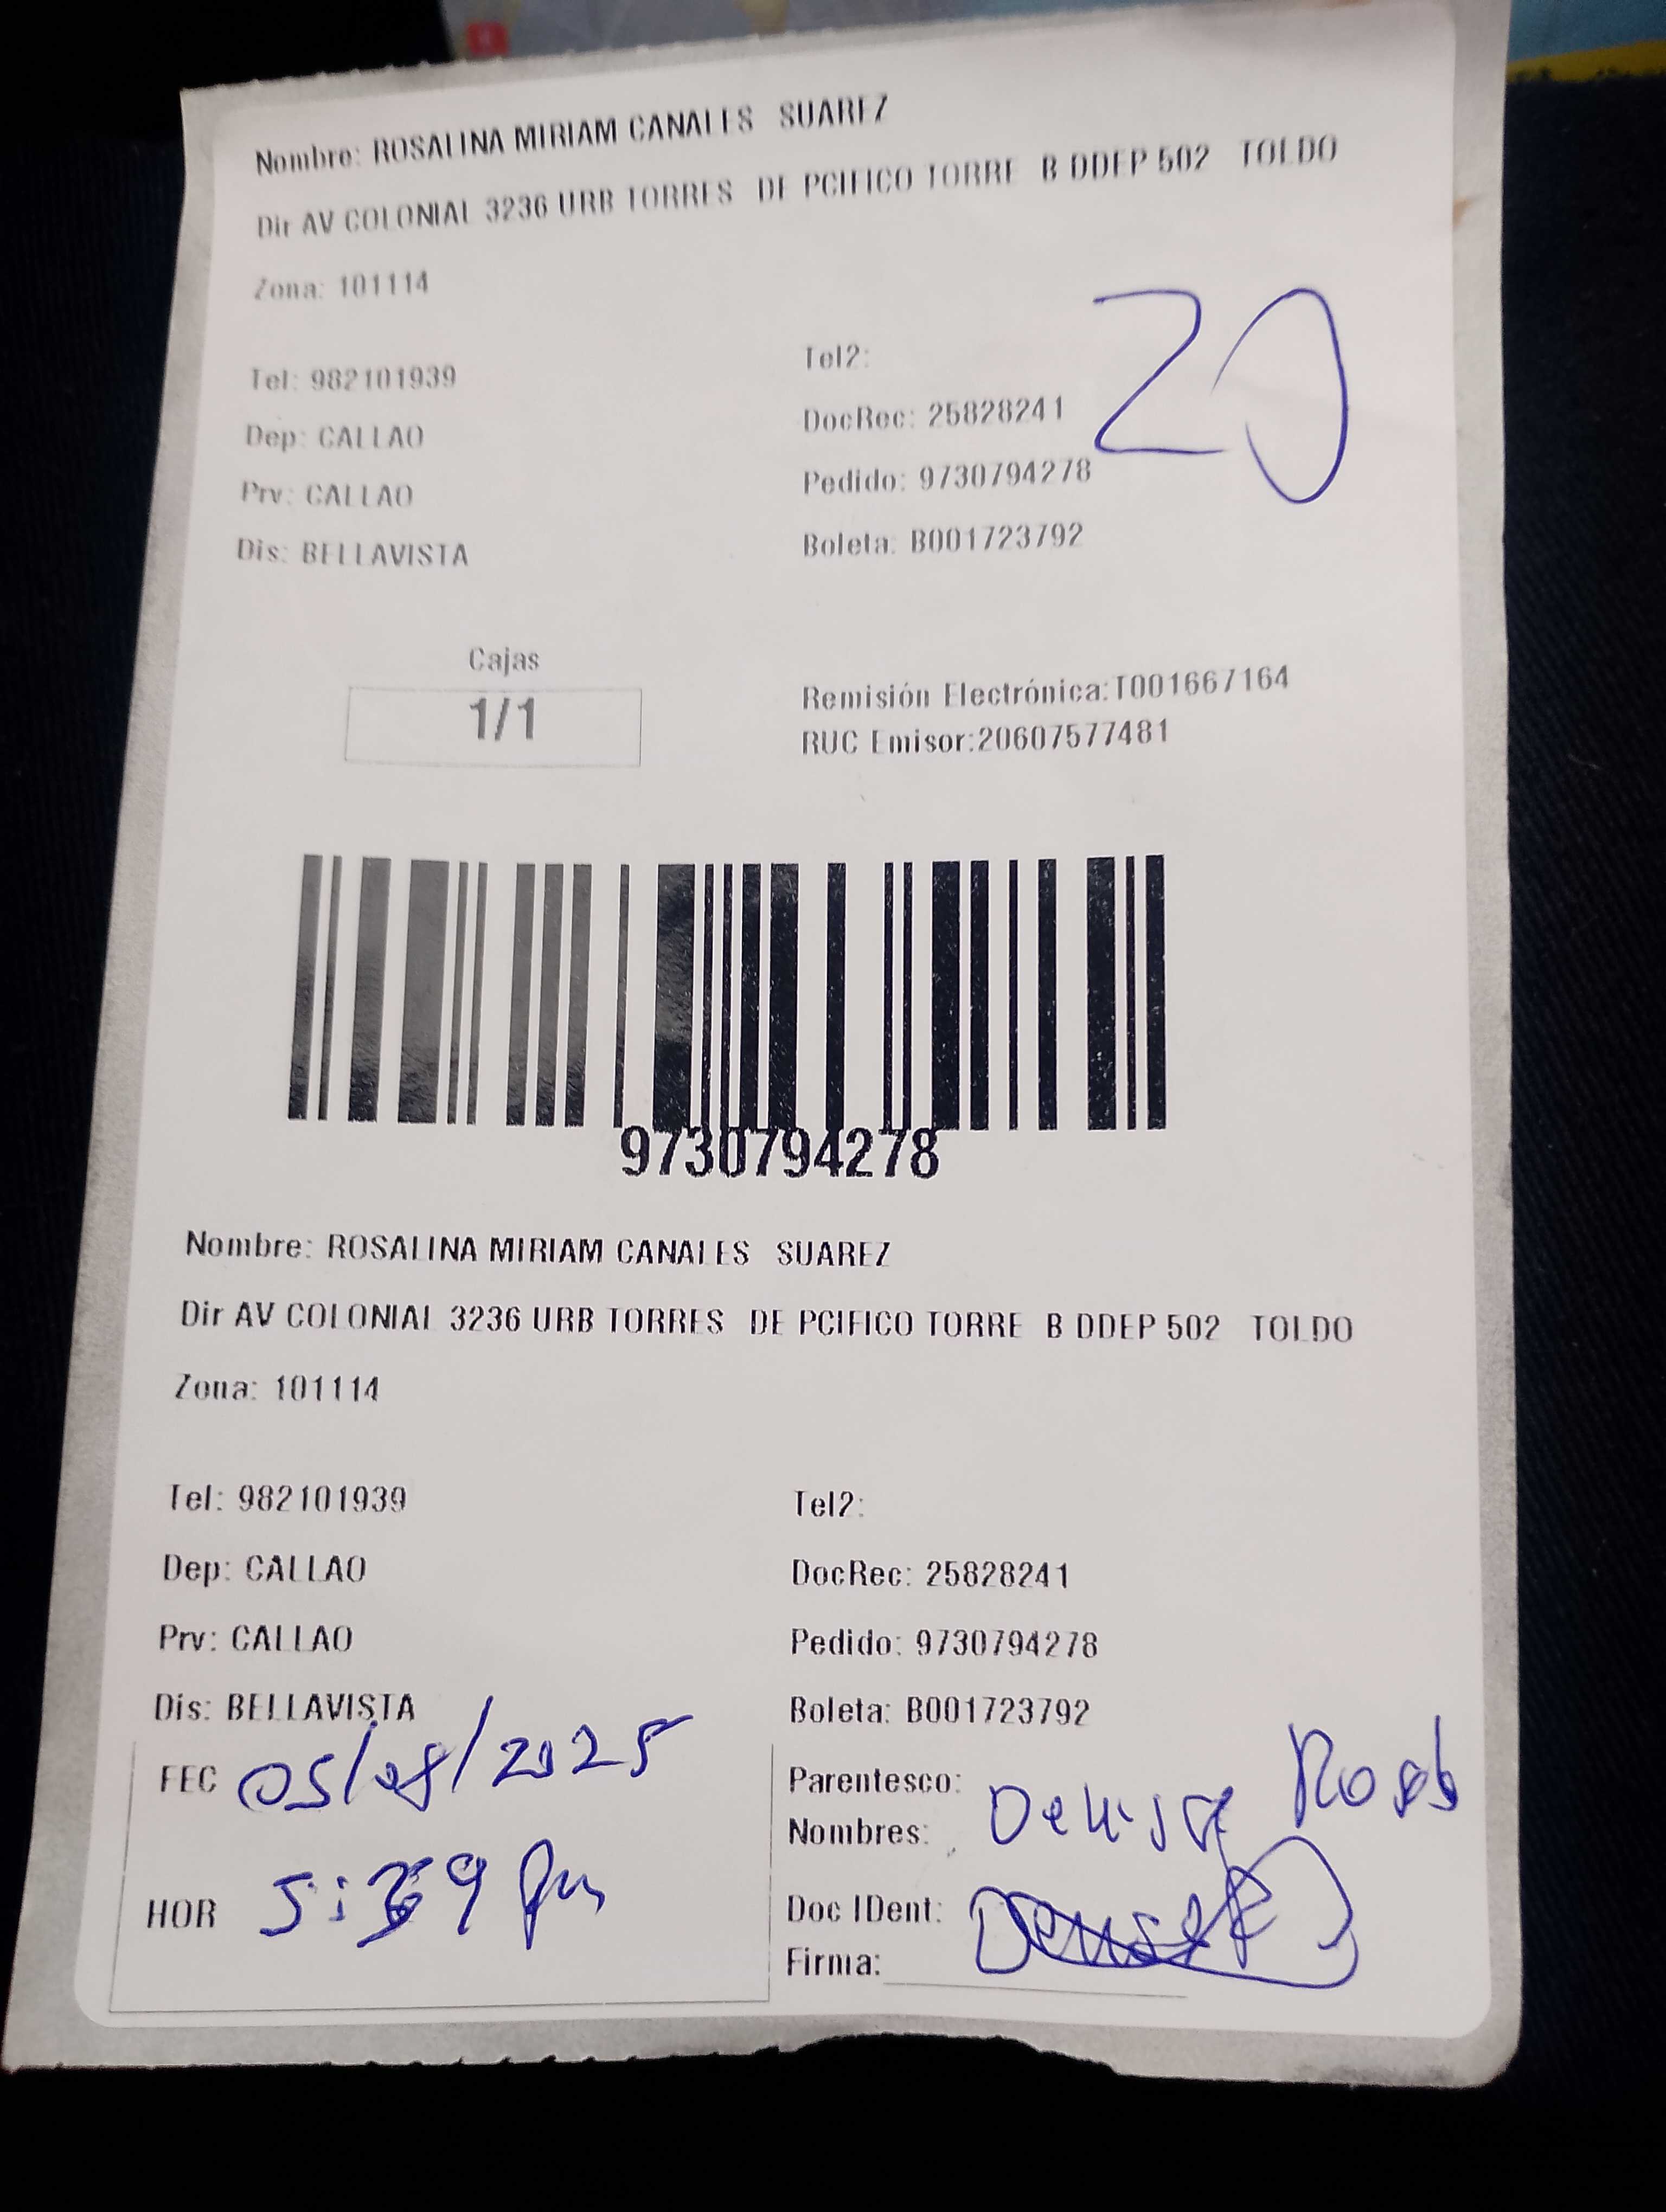 Nombre: ROSALINA MIRIAM CANALES SUAREZ
Dir AV COLONIAL 3236 URB TORRES DE PCIFICO TORRE B DDEP 502 TOLDO
Zona: 101114
20
Tel: 982101939 Tel2:
Dep: CALLAO DocRec: 25828241
Prv: CALLAO Pedido: 9730794278
Dis: BELLAVISTA Boleta: B001723792
Cajas
1/1
Remisión Electrónica:T001667164
RUC Emisor:20607577481
9730794278
Nombre: ROSALINA MIRIAM CANALES SUAREZ
Dir AV COLONIAL 3236 URB TORRES DE PCIFICO TORRE B DDEP 502 TOLDO
Zona: 101114
Tel: 982101939 Tel2:
Dep: CALLAO DocRec: 25828241
Prv: CALLAO Pedido: 9730794278
Dis: BELLAVISTA Boleta: B001723792
FEC 05/08/2025
Parentesco:
Nombres: Denisse
HOR 5:39 pm
Doc IDent:
Firma: